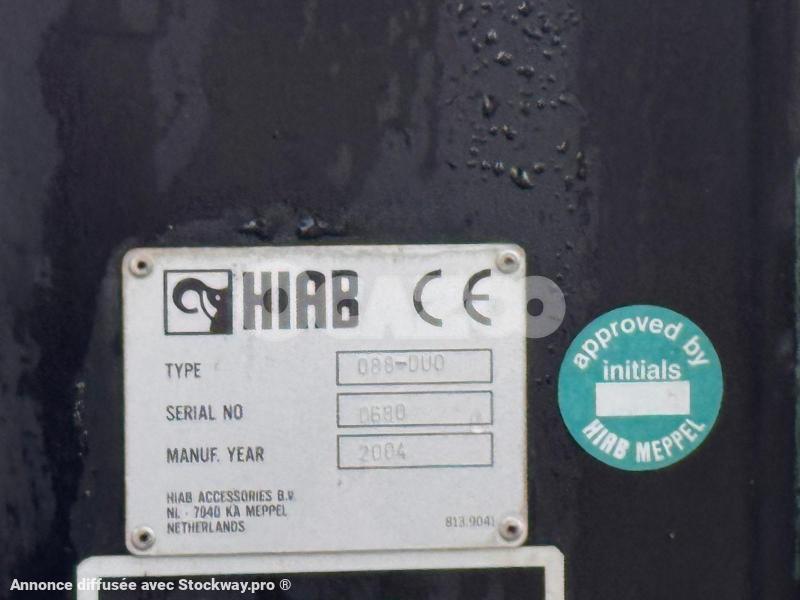 HIAB CE
TYPE 088-DUO
SERIAL NO 0680
MANUF. YEAR 2004
HIAB ACCESSORIES B.V.
NL - 7940 KA MEPPEL
NETHERLANDS
813.9041
approved by
initials
HIAB MEPPEL
Annonce diffusée avec Stockway.pro ®